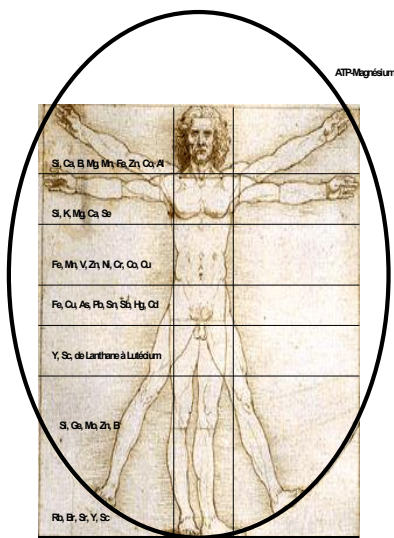 ATP-Magnésium
Si, Ca, B, Mg, Mn, Fe, Zn, Co, Al
Si, K, Mg, Ca, Se
Fe, Mn, V, Zn, Ni, Cr, Co, Cu
Fe, Cu, As, Pb, Sn, Sb, Hg, Cd
Y, Sc, de Lanthane à Lutécium
Si, Ge, Mo, Zn, B
Rb, Br, Sr, Y, Sc